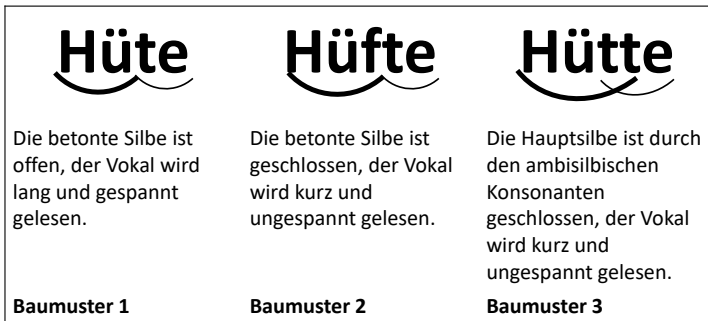 Hüte
Die betonte Silbe ist
offen, der Vokal wird
lang und gespannt
gelesen.
Baumuster 1
Hüfte
Die betonte Silbe ist
geschlossen, der Vokal
wird kurz und
ungespannt gelesen.
Baumuster 2
Hütte
Die Hauptsilbe ist durch
den ambisilbischen
Konsonanten
geschlossen, der Vokal
wird kurz und
ungespannt gelesen.
Baumuster 3